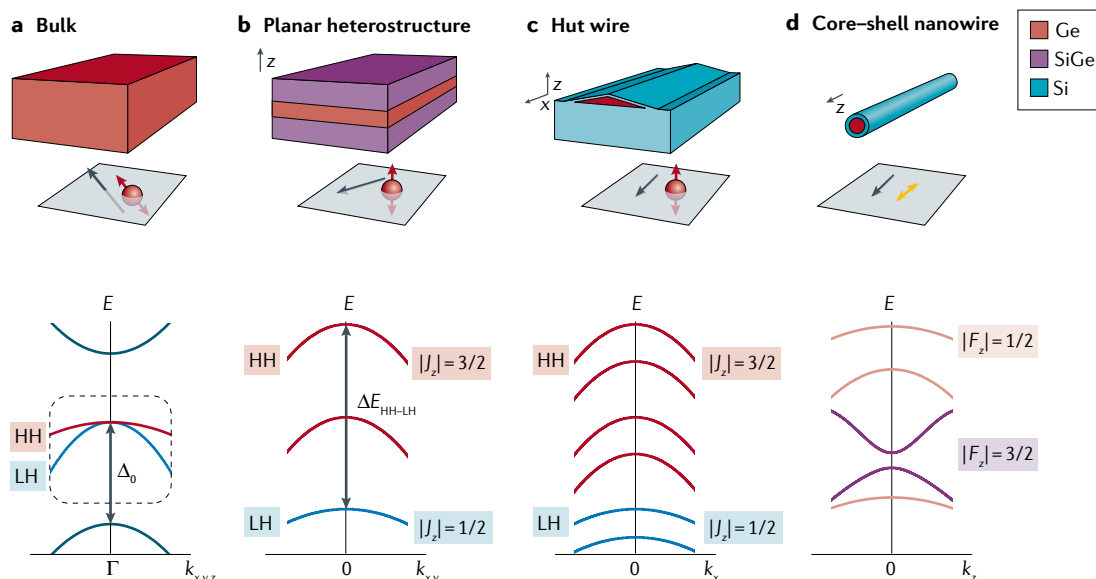 a Bulk
b Planar heterostructure
c Hut wire
d Core–shell nanowire
Ge
SiGe
Si
z
z
x
z
E
HH
LH
Δ0
Γ
kx,y,z
E
HH
|Jz| = 3/2
ΔEHH–LH
LH
|Jz| = 1/2
0
kx,y
E
HH
|Jz| = 3/2
LH
|Jz| = 1/2
0
kx
E
|Fz| = 1/2
|Fz| = 3/2
0
kz